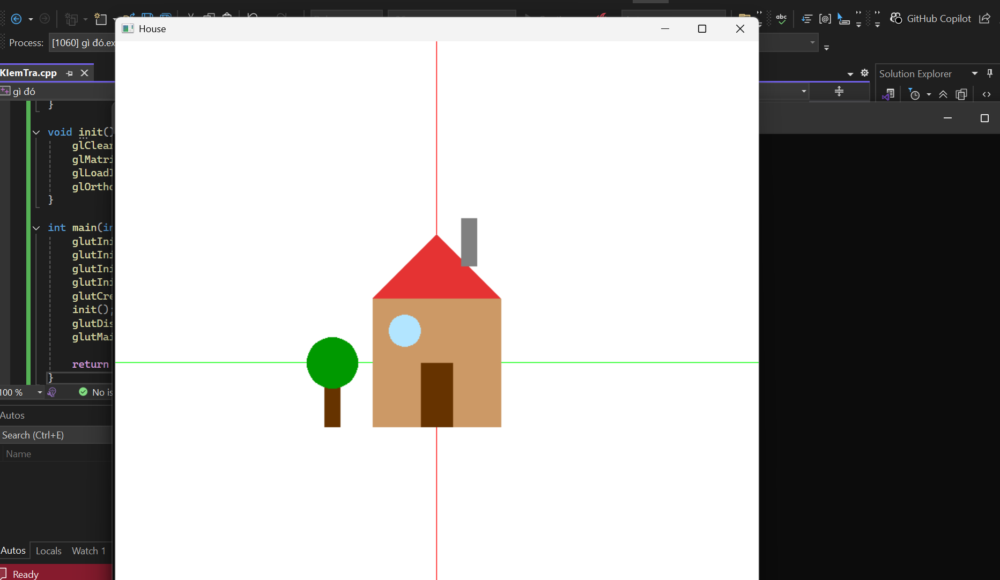 House
GitHub Copilot
Process:
[1060] gì đó.ex
KIemTra.cpp
Solution Explorer
gì đó
}
void init()
glClear
glMatri
glLoadI
glOrtho
}
int main(in
glutIni
glutIni
glutIni
glutIni
glutCre
init();
glutDis
glutMai
return
}
100 %
No is
Autos
Search (Ctrl+E)
Name
Autos
Locals
Watch 1
Ready